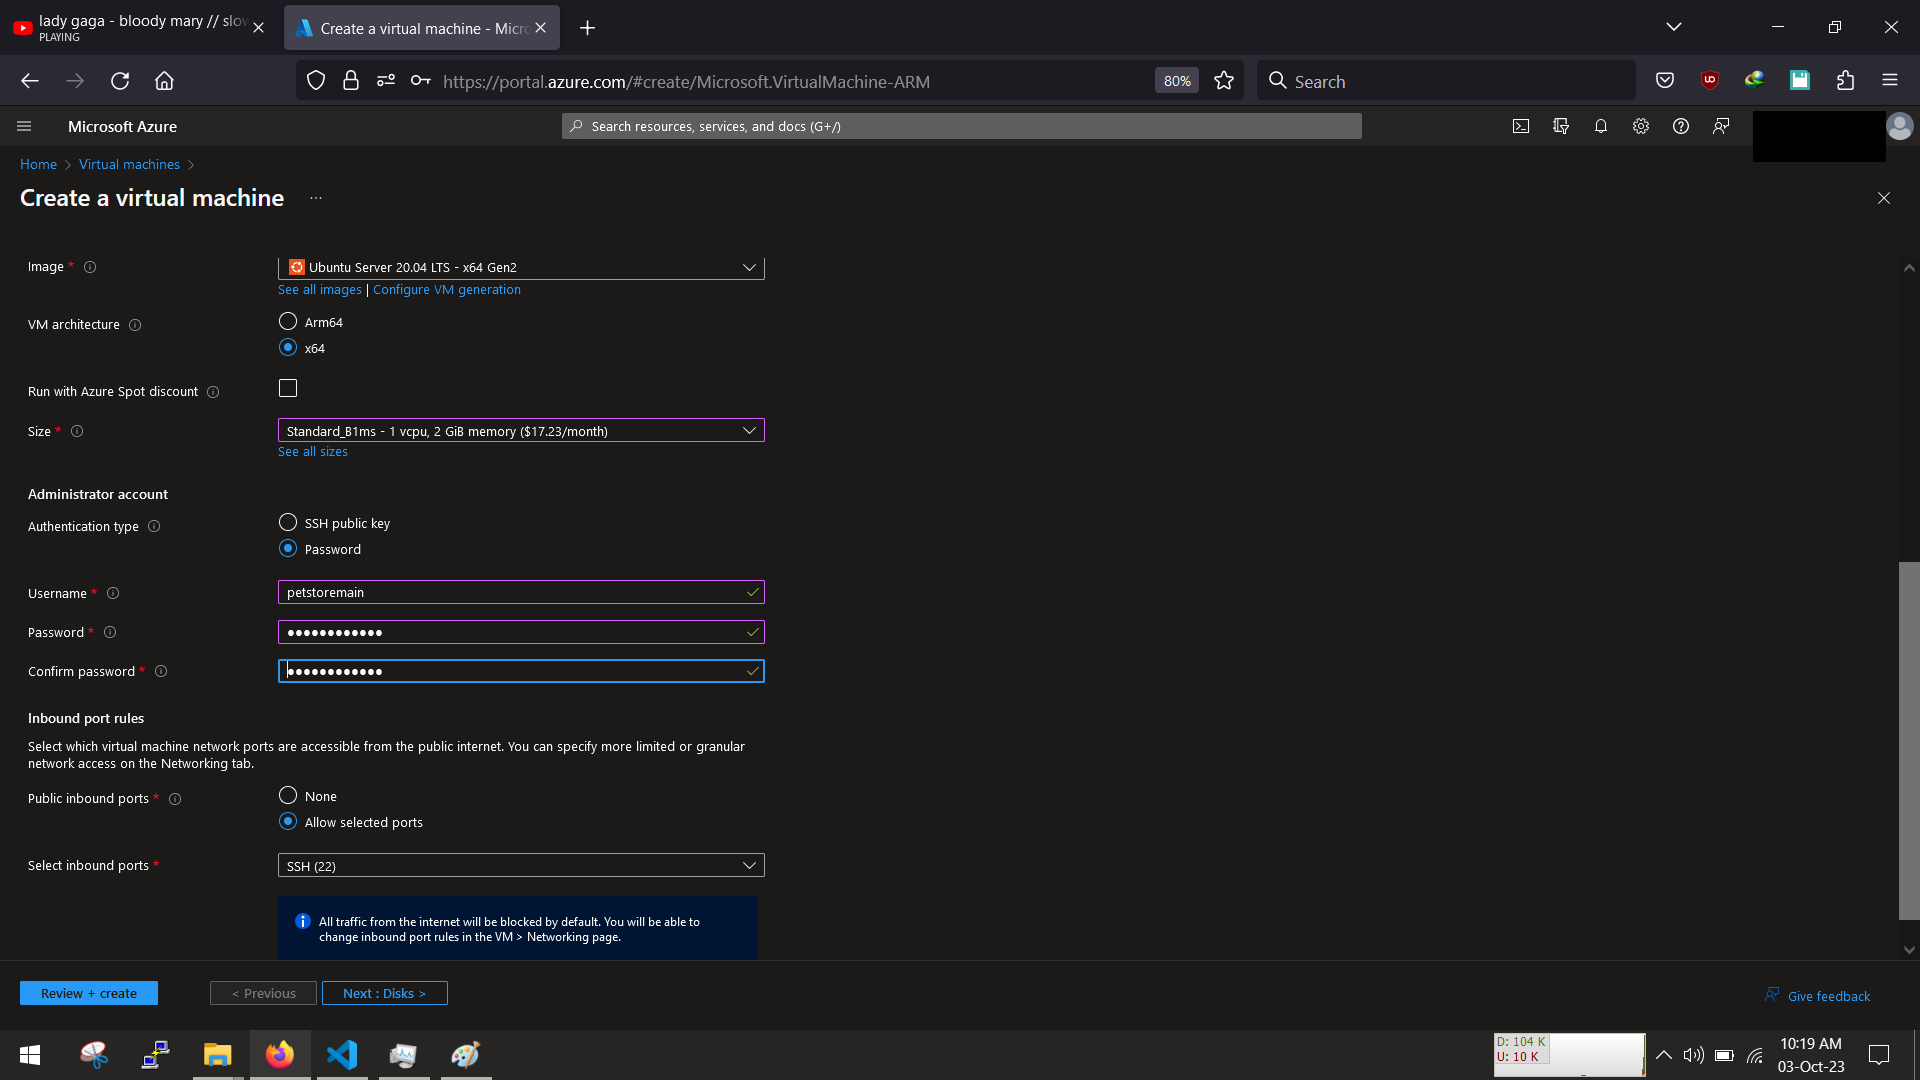 lady gaga - bloody mary // slow
PLAYING
Create a virtual machine - Micro
https://portal.azure.com/#create/Microsoft.VirtualMachine-ARM
80%
Search
Microsoft Azure
Search resources, services, and docs (G+/)
Home
Virtual machines
Create a virtual machine
Image *
Ubuntu Server 20.04 LTS - x64 Gen2
See all images | Configure VM generation
VM architecture
Arm64
x64
Run with Azure Spot discount
Size *
Standard_B1ms - 1 vcpu, 2 GiB memory ($17.23/month)
See all sizes
Administrator account
Authentication type
SSH public key
Password
Username *
petstoremain
Password *
●●●●●●●●●●●●
Confirm password *
●●●●●●●●●●●●
Inbound port rules
Select which virtual machine network ports are accessible from the public internet. You can specify more limited or granular
network access on the Networking tab.
Public inbound ports *
None
Allow selected ports
Select inbound ports *
SSH (22)
All traffic from the internet will be blocked by default. You will be able to
change inbound port rules in the VM > Networking page.
Review + create
< Previous
Next : Disks >
Give feedback
D: 104 K
U: 10 K
10:19 AM
03-Oct-23